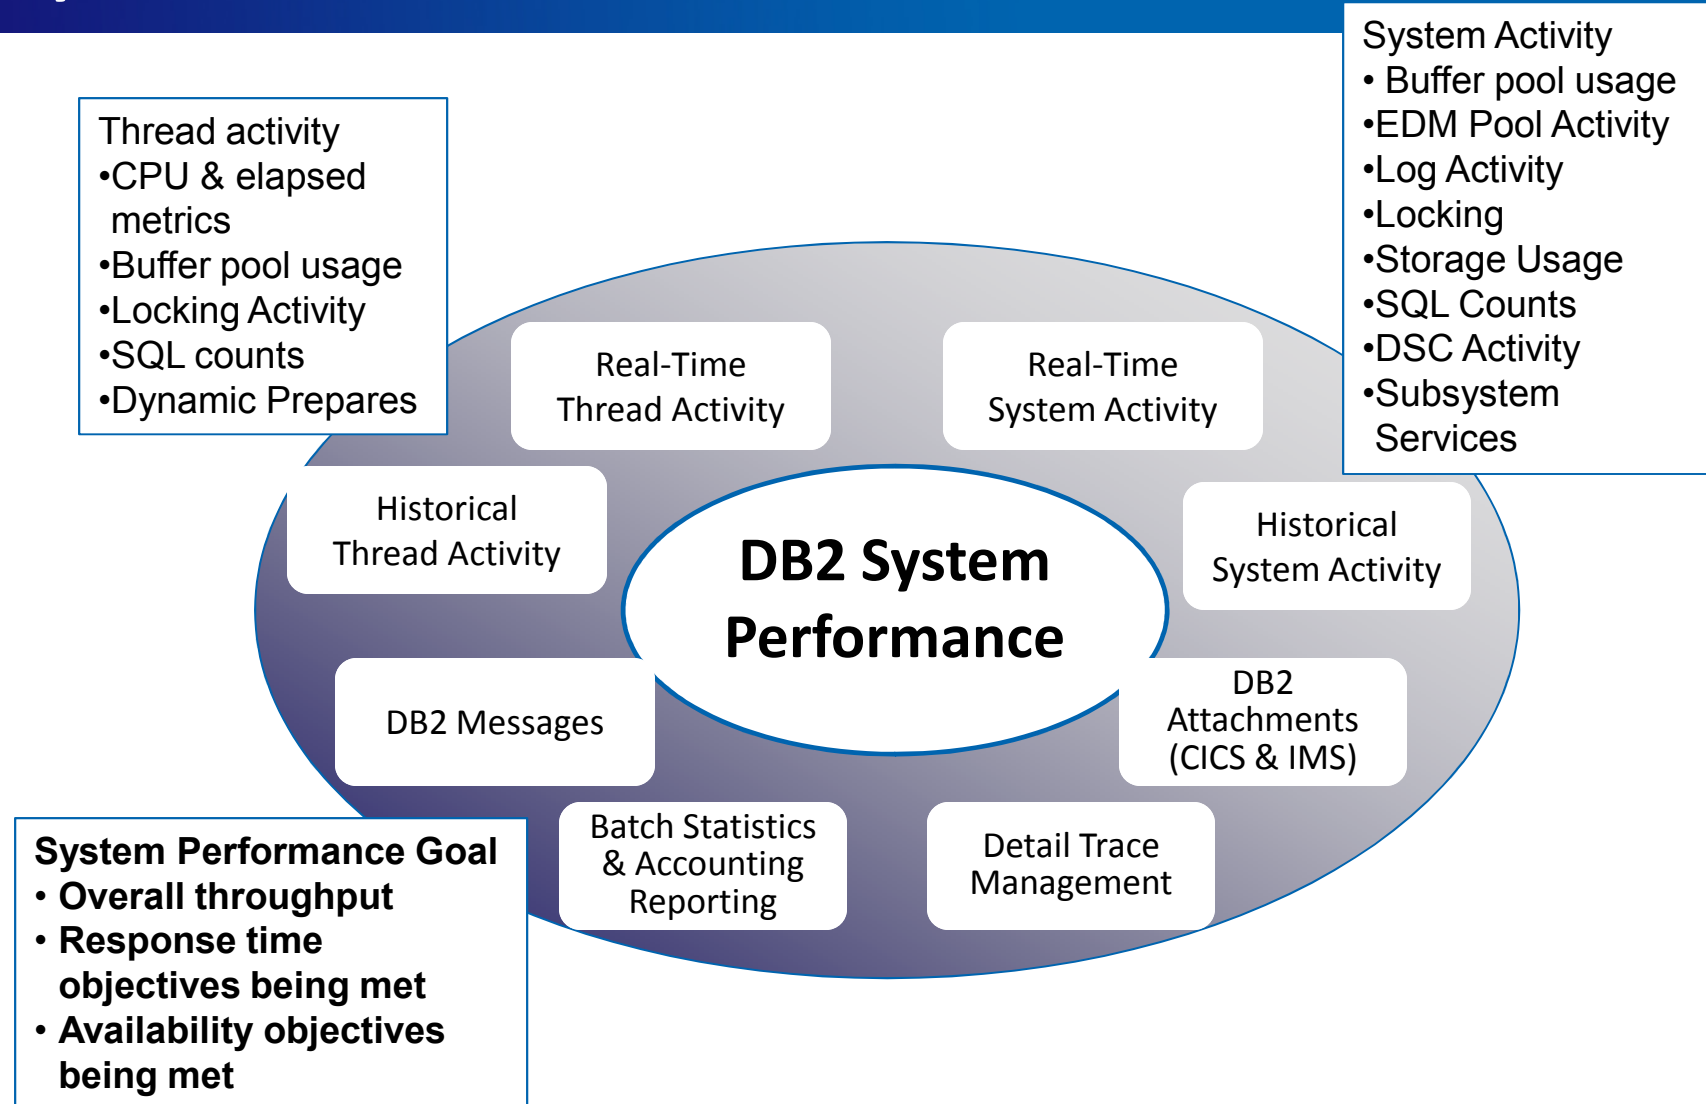 System Activity
• Buffer pool usage
•EDM Pool Activity
•Log Activity
•Locking
•Storage Usage
•SQL Counts
•DSC Activity
•Subsystem
Services
Thread activity
•CPU & elapsed
metrics
•Buffer pool usage
•Locking Activity
•SQL counts
•Dynamic Prepares
Real-Time
Thread Activity
Real-Time
System Activity
Historical
Thread Activity
Historical
System Activity
DB2 System
Performance
DB2 Messages
DB2
Attachments
(CICS & IMS)
Batch Statistics
& Accounting
Reporting
Detail Trace
Management
System Performance Goal
• Overall throughput
• Response time
objectives being met
• Availability objectives
being met